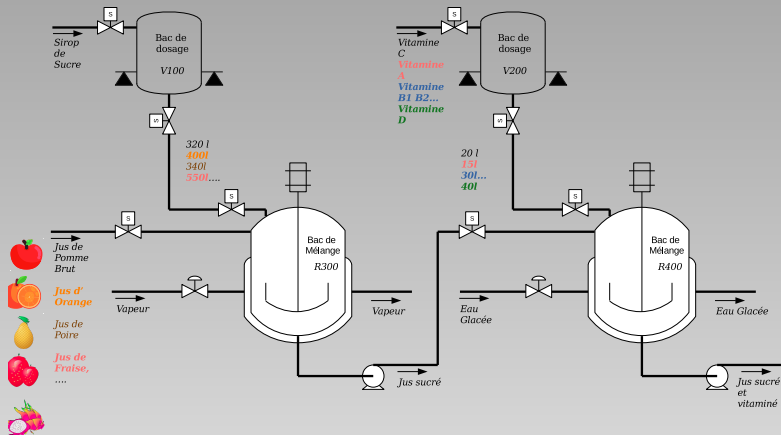 S
Sirop
de
Sucre
Bac de
dosage
V100
S
320 l
400l
340l
550l....
S
S
Jus de
Pomme
Brut
Jus d'
Orange
Jus de
Poire
Jus de
Fraise,
....
Vapeur
Bac de
Mélange
R300
Vapeur
Jus sucré
S
Vitamine
C
Vitamine
A
Vitamine
B1 B2...
Vitamine
D
Bac de
dosage
V200
S
20 l
15l
30l...
40l
S
S
Eau
Glacée
Bac de
Mélange
R400
Eau Glacée
Jus sucré
et
vitaminé